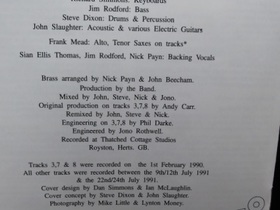 Keyboards
Jim Rodford: Bass
Steve Dixon: Drums & Percussion
John Slaughter: Acoustic & various Electric Guitars
Frank Mead: Alto, Tenor Saxes on tracks*
Sian Ellis Thomas, Jim Rodford, Nick Payn: Backing Vocals
Brass arranged by Nick Payn & John Beecham.
Production by the Band.
Mixed by John, Steve, Nick & Jono.
Original production on tracks 3,7,8 by Andy Carr.
Remixed by John, Steve & Nick.
Engineering on 3,7,8 by Phil Darke.
Engineered by Jono Rothwell.
Recorded at Thatched Cottage Studios
Royston, Herts. GB.
Tracks 3,7 & 8 were recorded on the 1st February 1990.
All other tracks were recorded between the 9th/12th July 1991
& the 22nd/24th July 1991.
Cover design by Dan Simmons & Ian McLaughlin.
Cover concept by Steve Dixon & John Slaughter.
Photography by Mike Little & Lynton Money.